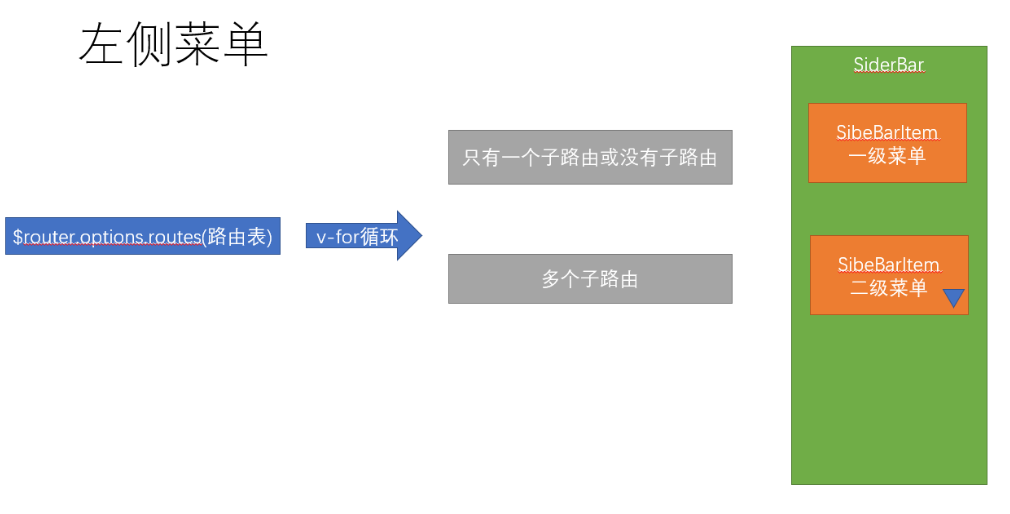 左侧菜单
$router.options.routes(路由表)
v-for循环
只有一个子路由或没有子路由
多个子路由
SiderBar
SibeBarItem
一级菜单
SibeBarItem
二级菜单